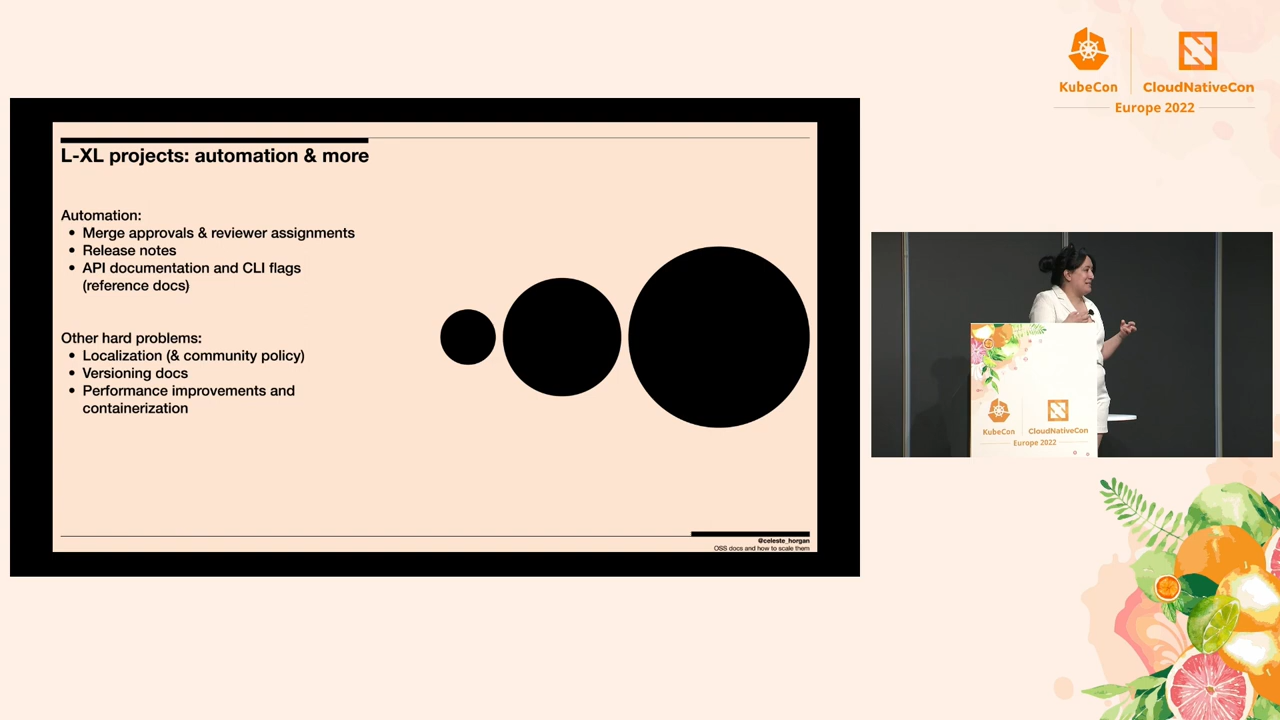 KubeCon
CloudNativeCon
Europe 2022
L-XL projects: automation & more
Automation:
• Merge approvals & reviewer assignments
• Release notes
• API documentation and CLI flags
(reference docs)
Other hard problems:
• Localization (& community policy)
• Versioning docs
• Performance improvements and
containerization
@celeste_horgan
OSS docs and how to scale them
KubeCon
CloudNativeCon
Europe 2022